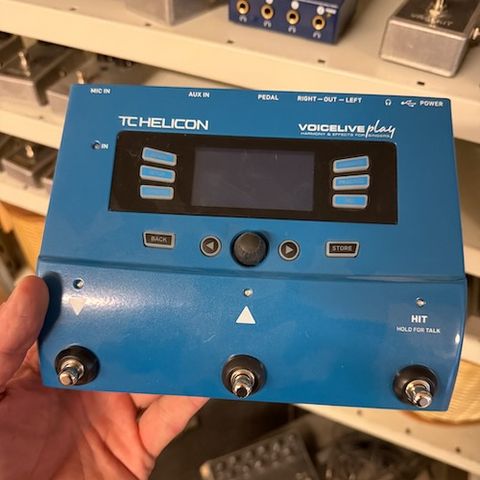 MIC IN
AUX IN
PEDAL
RIGHT — OUT — LEFT
POWER
TC HELICON
VOICELIVE play
HARMONY & EFFECTS FOR SINGERS
IN
BACK
STORE
HIT
HOLD FOR TALK